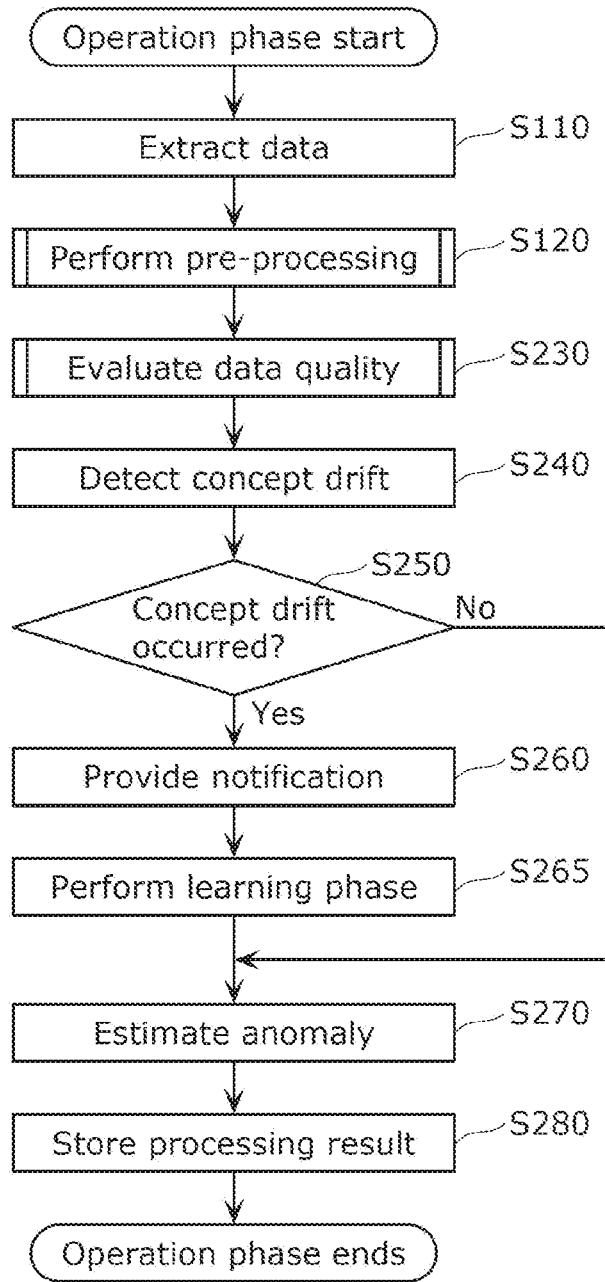 Operation phase start
Extract data
S110
Perform pre-processing
S120
Evaluate data quality
S230
Detect concept drift
S240
S250
Concept drift
occurred?
No
Yes
Provide notification
S260
Perform learning phase
S265
Estimate anomaly
S270
Store processing result
S280
Operation phase ends